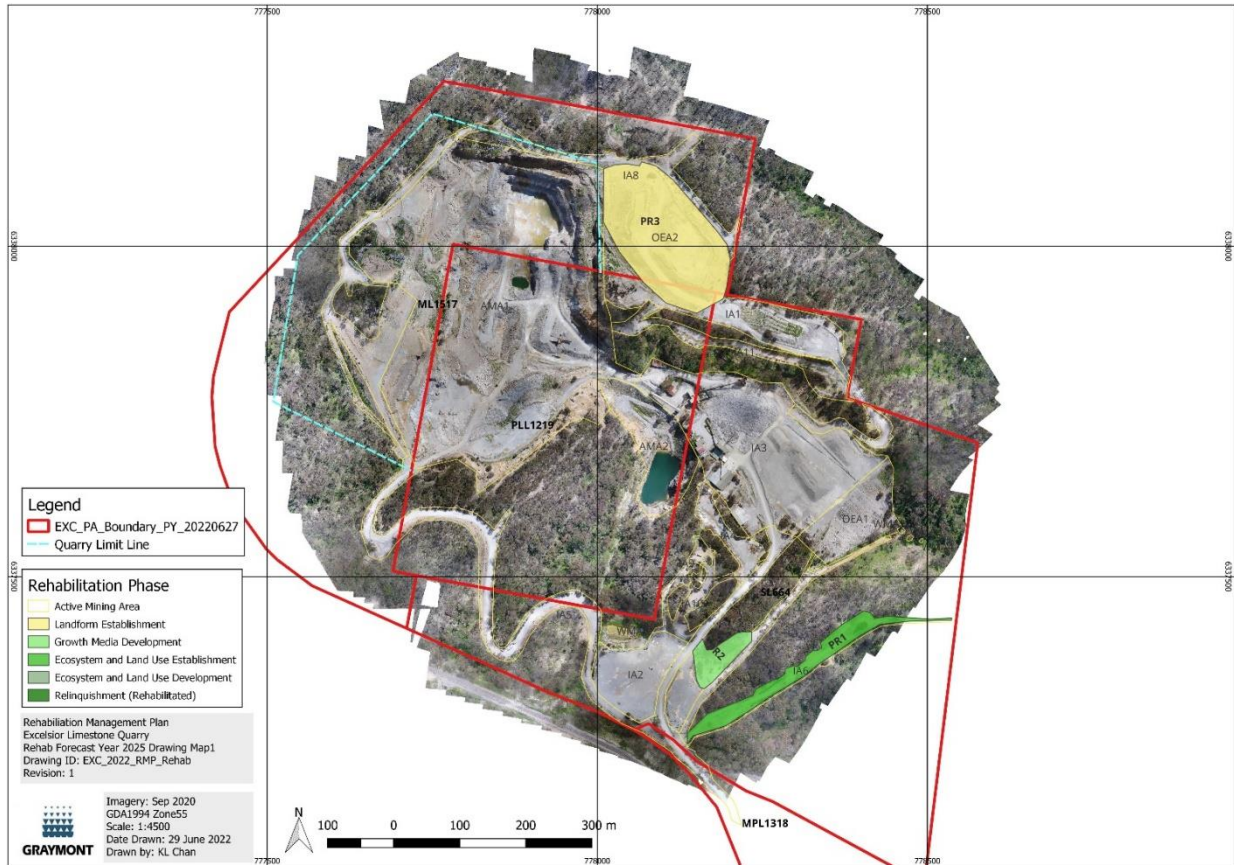 777500
778000
778500
6338000
6338000
IA8
PR3
OEA2
ML1517
AMA1
IA1
PLL1219
AMA2
IA3
OEA1
6337500
6337500
SL664
PR1
IA6
IA5
IA2
MPL1318
Legend
EXC_PA_Boundary_PY_20220627
Quarry Limit Line
Rehabilitation Phase
Active Mining Area
Landform Establishment
Growth Media Development
Ecosystem and Land Use Establishment
Ecosystem and Land Use Development
Relinquishment (Rehabilitated)
Rehabiliation Management Plan
Excelsior Limestone Quarry
Rehab Forecast Year 2025 Drawing Map1
Drawing ID: EXC_2022_RMP_Rehab
Revision: 1
GRAYMONT
Imagery: Sep 2020
GDA1994 Zone55
Scale: 1:4500
Date Drawn: 29 June 2022
Drawn by: KL Chan
N
100 0 100 200 300 m
777500
778000
778500